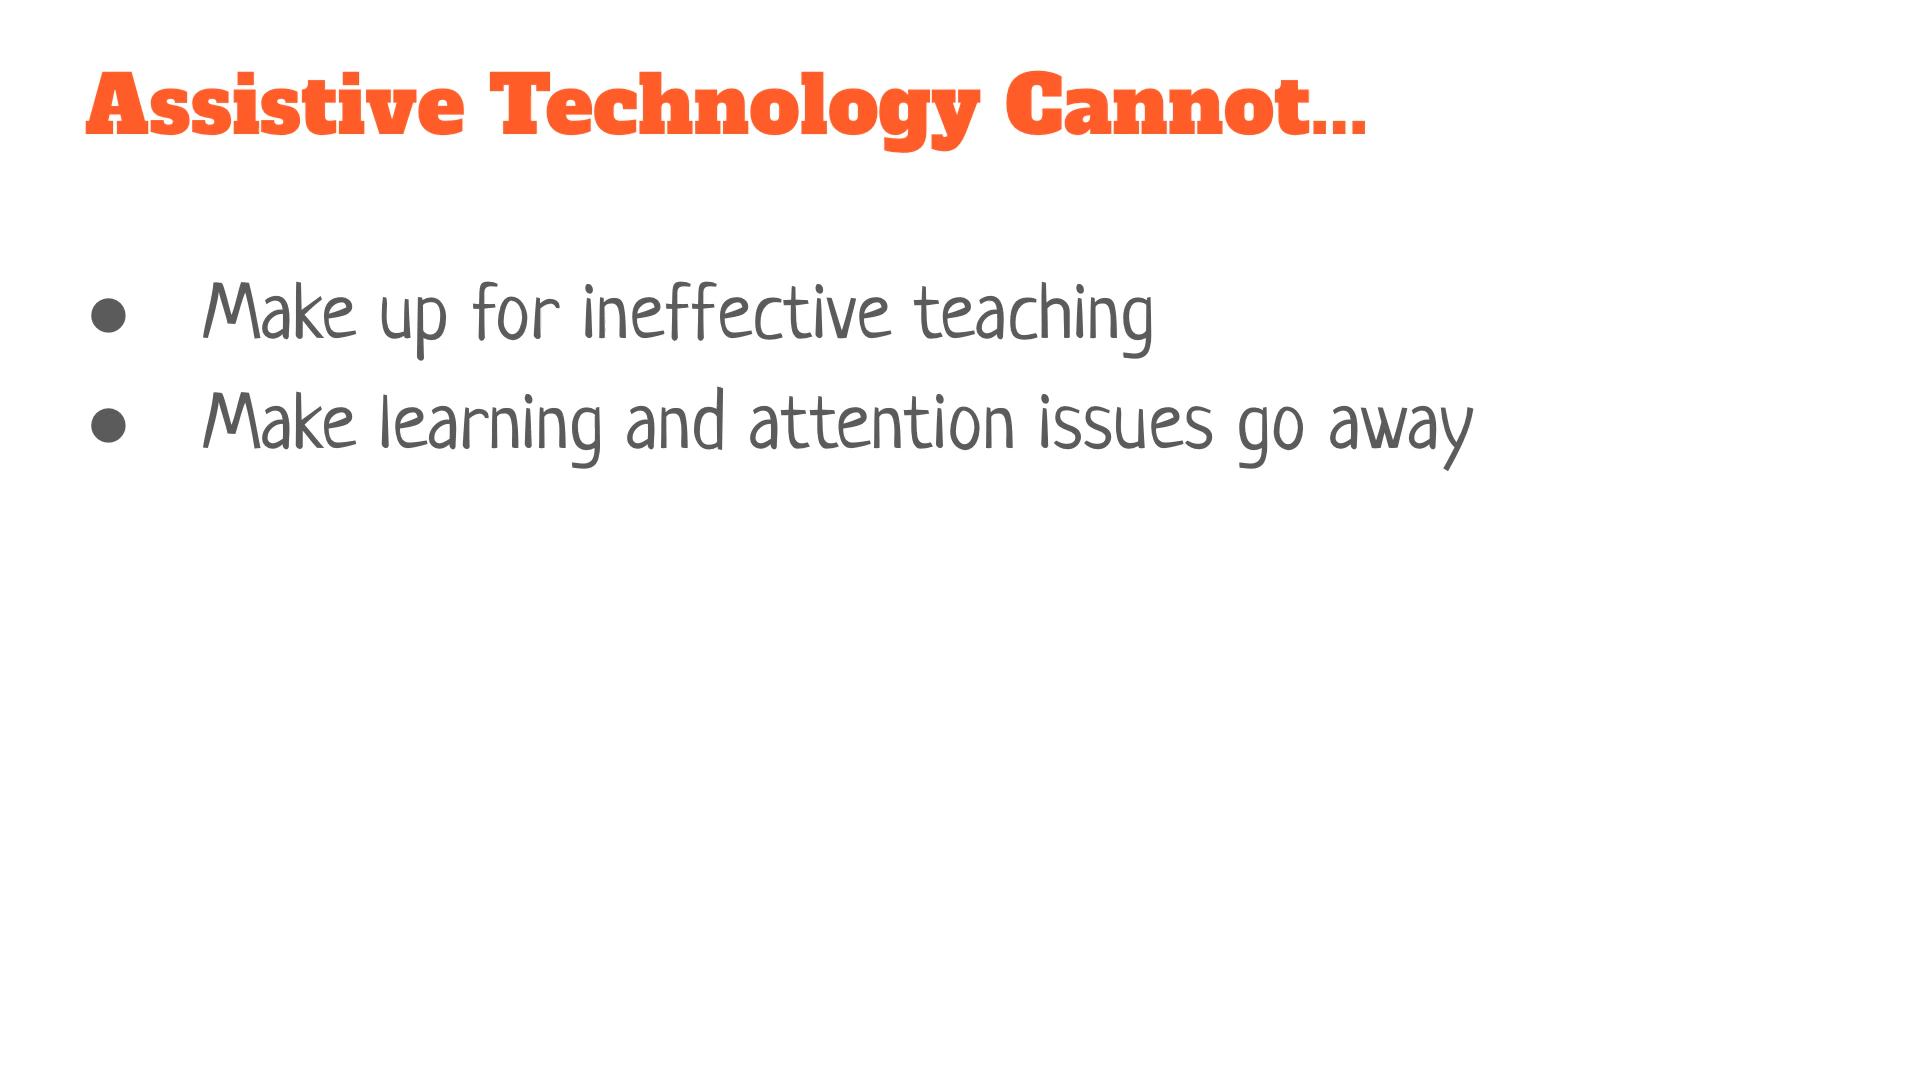 Assistive Technology Cannot...
● Make up for ineffective teaching
● Make learning and attention issues go away